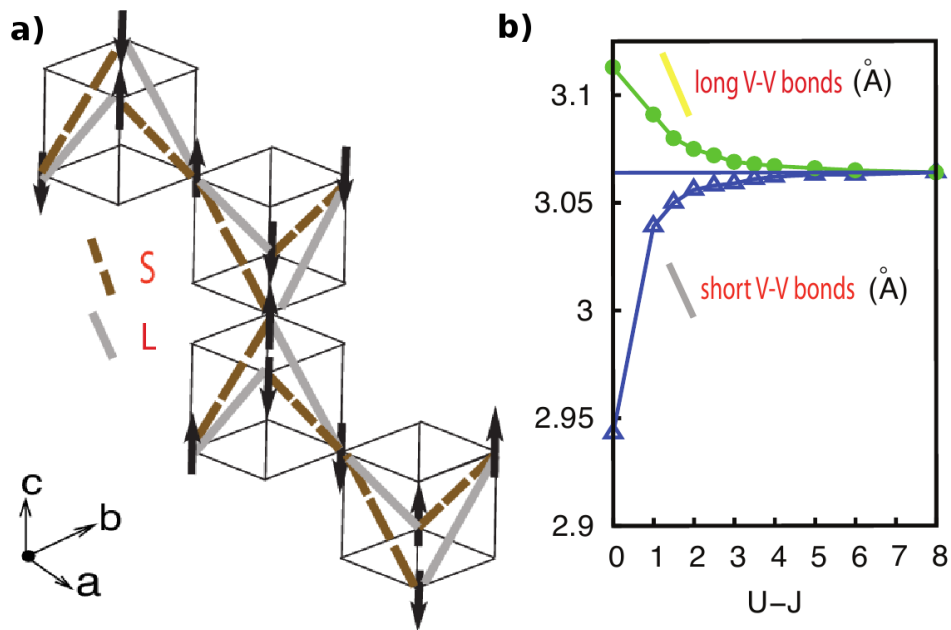 a)
S
L
c
b
a
b)
long V-V bonds (Å)
short V-V bonds (Å)
3.1
3.05
3
2.95
2.9
0 1 2 3 4 5 6 7 8
U–J